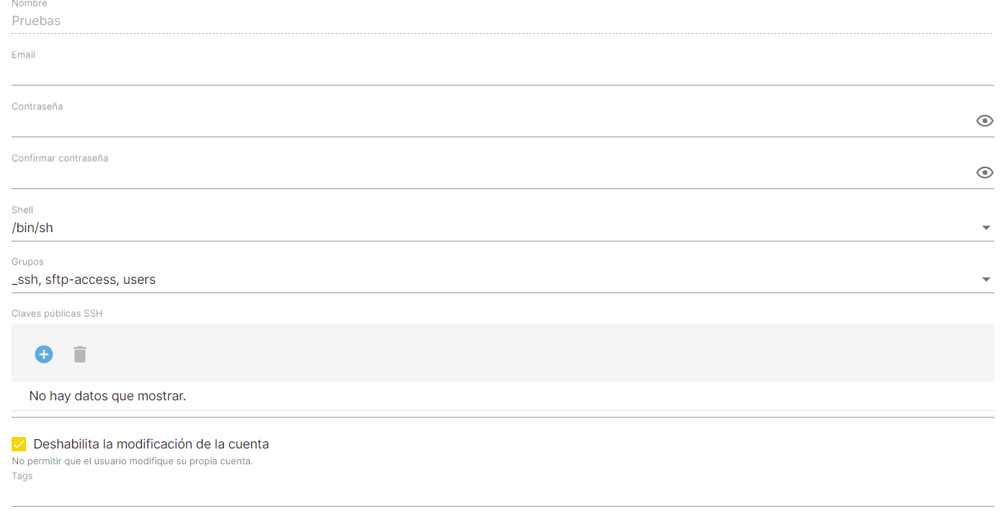 Nombre
Pruebas
Email
Contraseña
Confirmar contraseña
Shell
/bin/sh
Grupos
_ssh, sftp-access, users
Claves públicas SSH
No hay datos que mostrar.
Deshabilita la modificación de la cuenta
No permitir que el usuario modifique su propia cuenta.
Tags